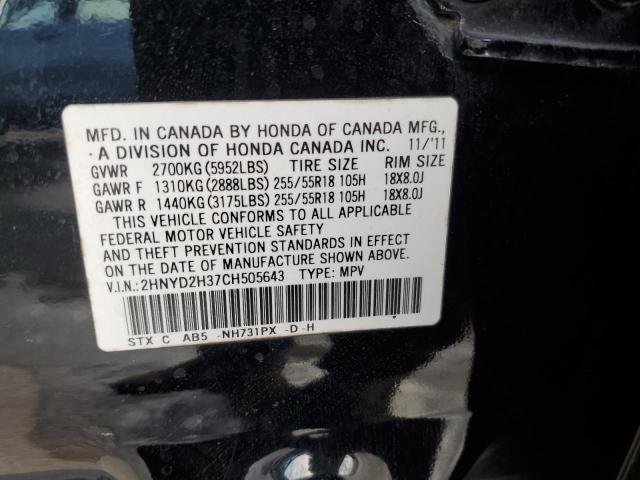 MFD. IN CANADA BY HONDA OF CANADA MFG.,
A DIVISION OF HONDA CANADA INC. 11/'11
GVWR 2700KG(5952LBS) TIRE SIZE RIM SIZE
GAWR F 1310KG(2888LBS) 255/55R18 105H 18X8.0J
GAWR R 1440KG(3175LBS) 255/55R18 105H 18X8.0J
THIS VEHICLE CONFORMS TO ALL APPLICABLE
FEDERAL MOTOR VEHICLE SAFETY
AND THEFT PREVENTION STANDARDS IN EFFECT
ON THE DATE OF MANUFACTURE SHOWN ABOVE.
V.I.N.:2HNYD2H37CH505643 TYPE: MPV
STX C AB5 -NH731PX -D-H